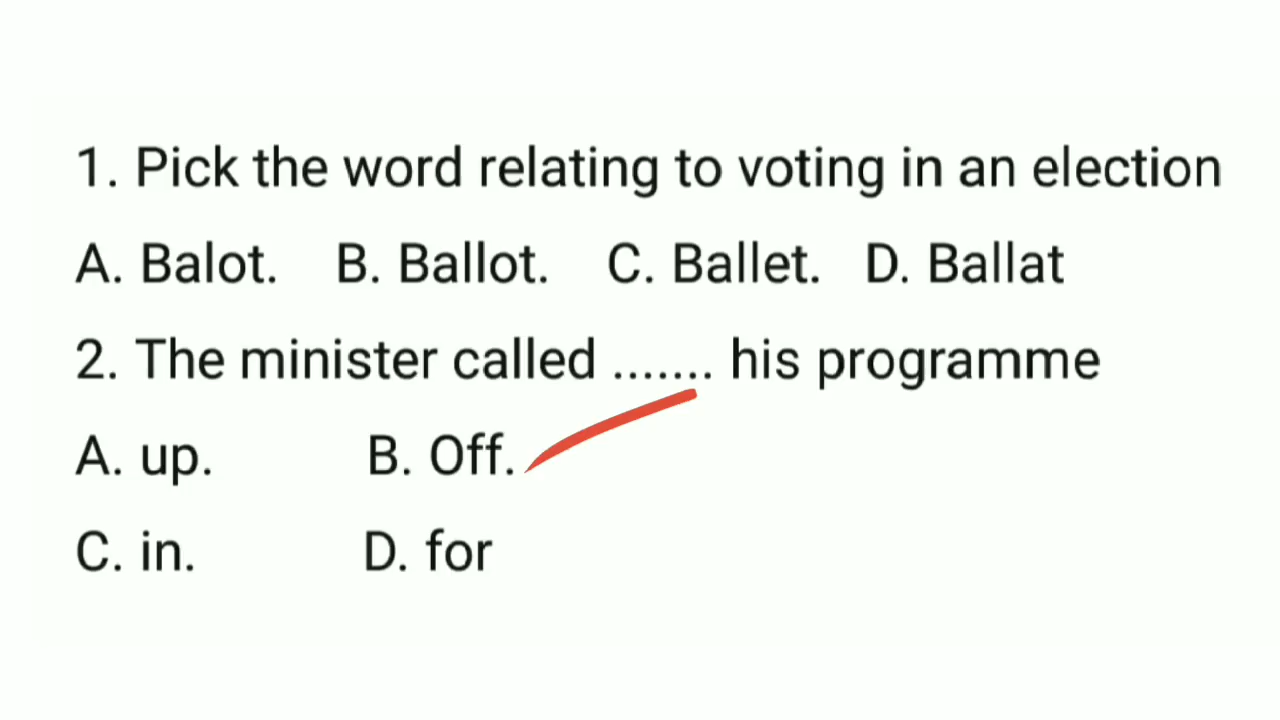 1. Pick the word relating to voting in an election
A. Balot. B. Ballot. C. Ballet. D. Ballat
2. The minister called ....... his programme
A. up. B. Off.
C. in. D. for